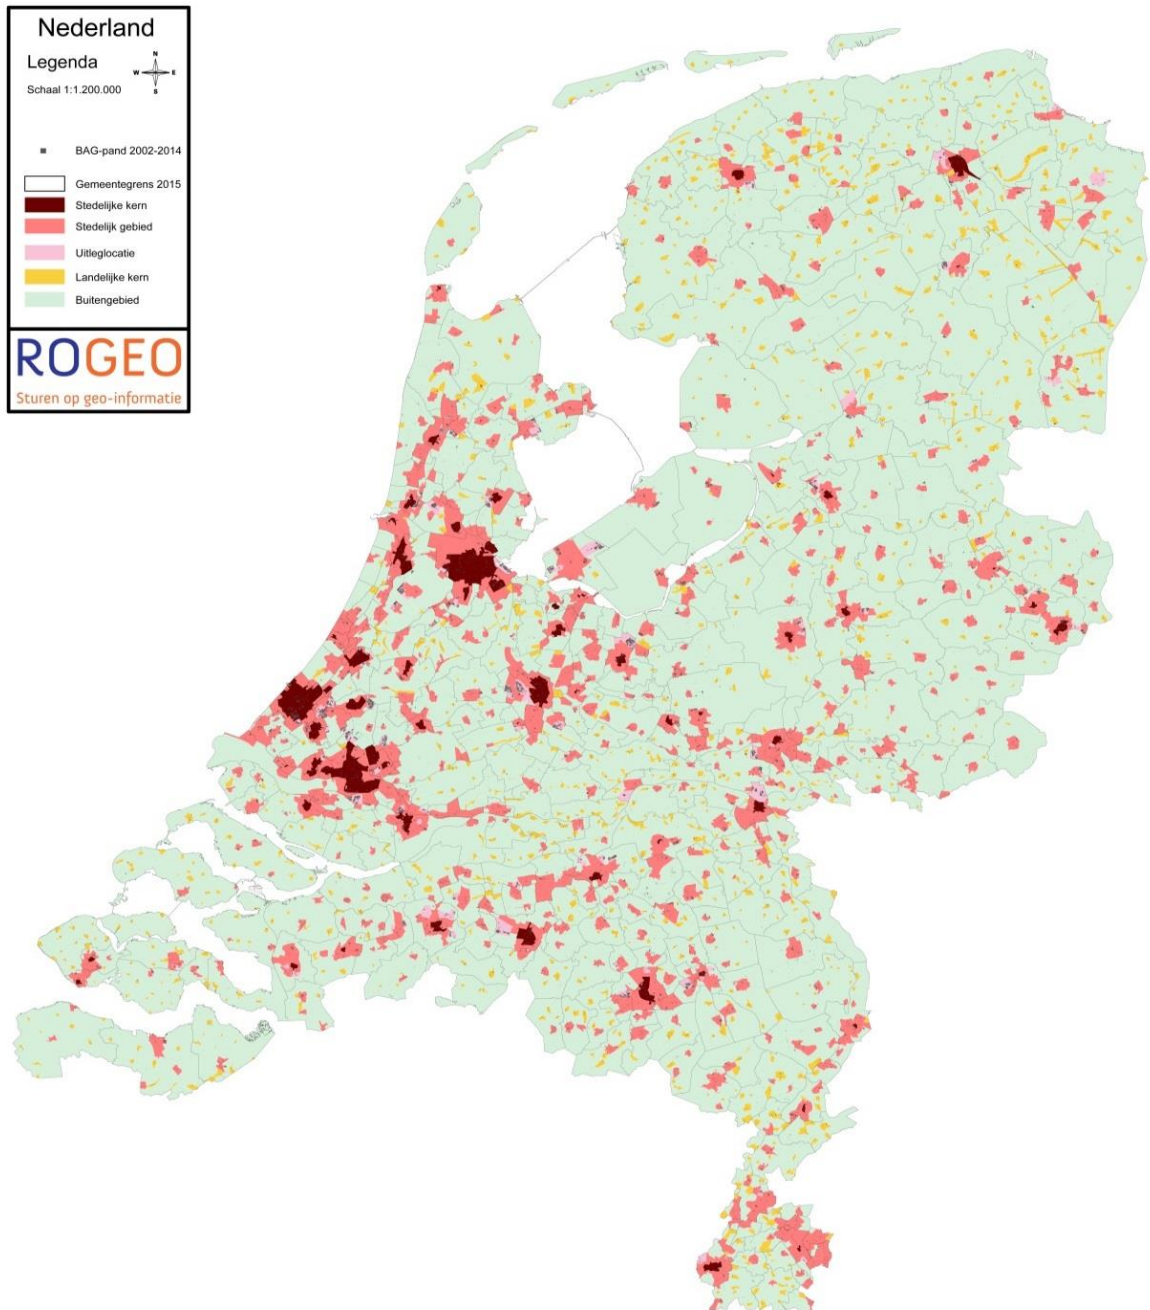 Nederland
Legenda
N
W E
S
Schaal 1:1.200.000
BAG-pand 2002-2014
Gemeentegrens 2015
Stedelijke kern
Stedelijk gebied
Uitleglocatie
Landelijke kern
Buitengebied
ROGEO
Sturen op geo-informatie